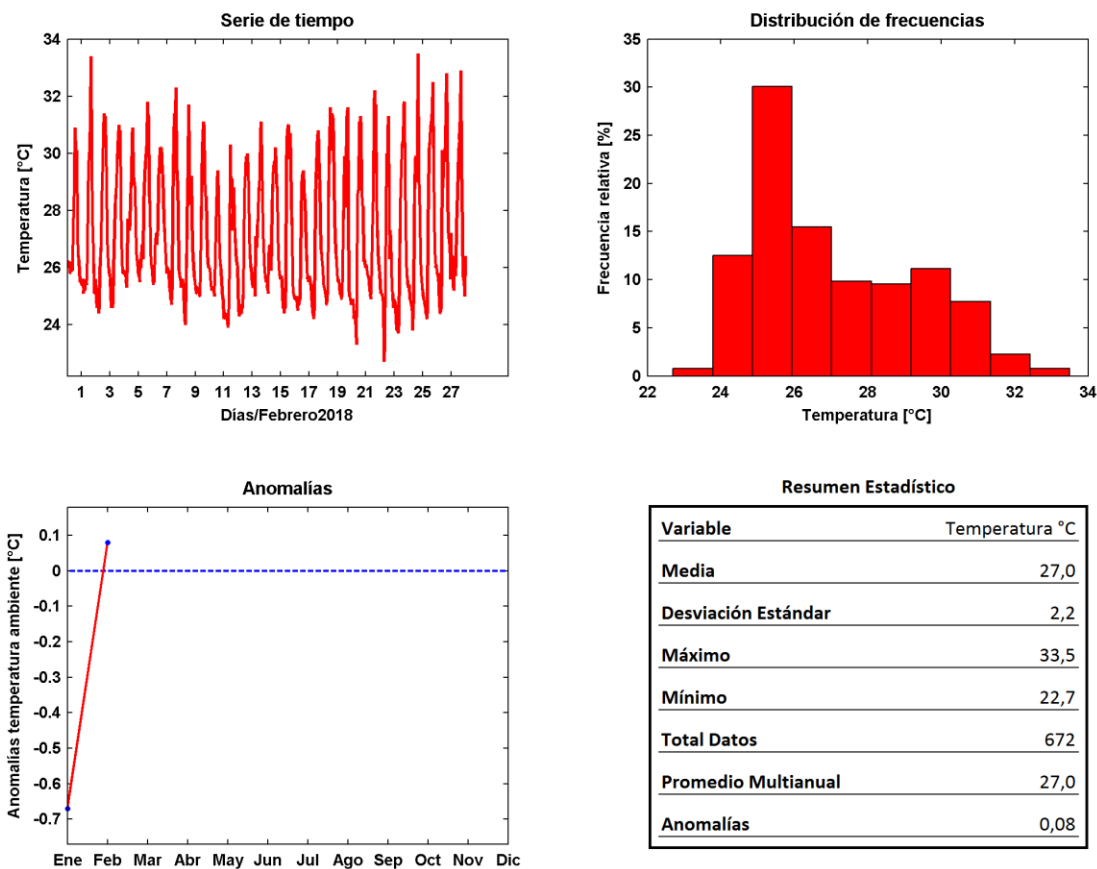 Serie de tiempo
34
32
30
28
26
24
Temperatura [°C]
1 3 5 7 9 11 13 15 17 19 21 23 25 27
Días/Febrero2018
Distribución de frecuencias
35
30
25
20
15
10
5
0
Frecuencia relativa [%]
22 24 26 28 30 32 34
Temperatura [°C]
Anomalías
0.1
0
-0.1
-0.2
-0.3
-0.4
-0.5
-0.6
-0.7
Anomalías temperatura ambiente [°C]
Ene Feb Mar Abr May Jun Jul Ago Sep Oct Nov Dic
Resumen Estadístico
Variable Temperatura °C
Media 27,0
Desviación Estándar 2,2
Máximo 33,5
Mínimo 22,7
Total Datos 672
Promedio Multianual 27,0
Anomalías 0,08